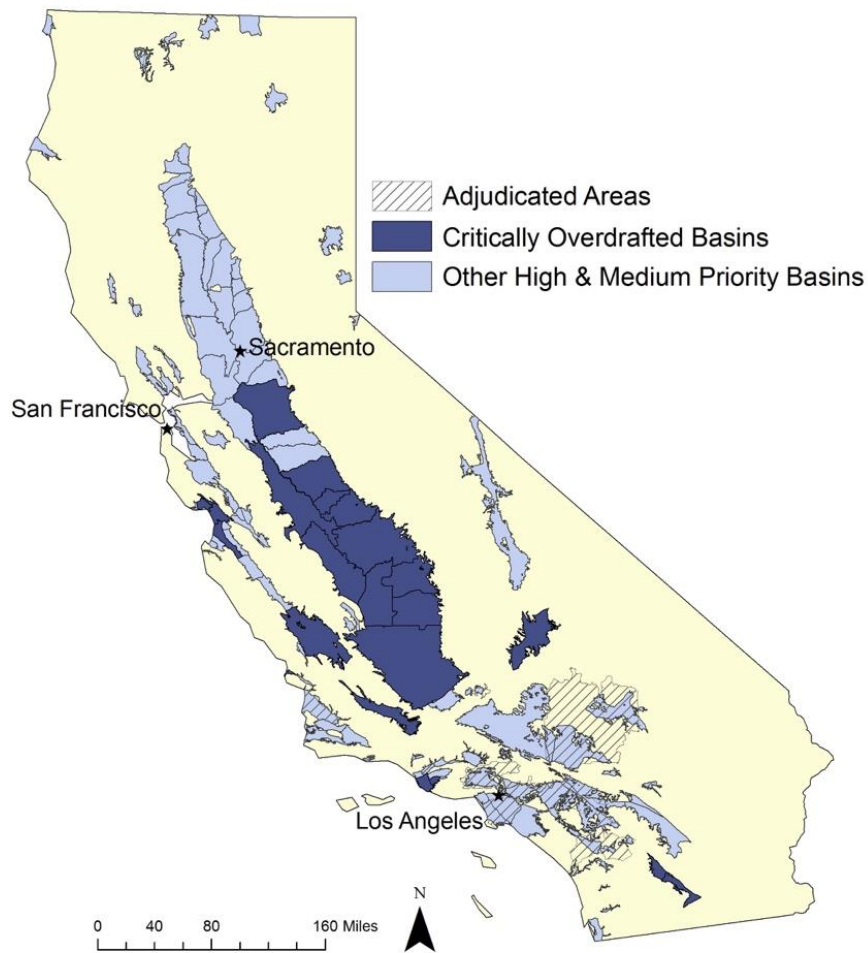 Adjudicated Areas
Critically Overdrafted Basins
Other High & Medium Priority Basins
Sacramento
San Francisco
Los Angeles
N
0 40 80 160 Miles